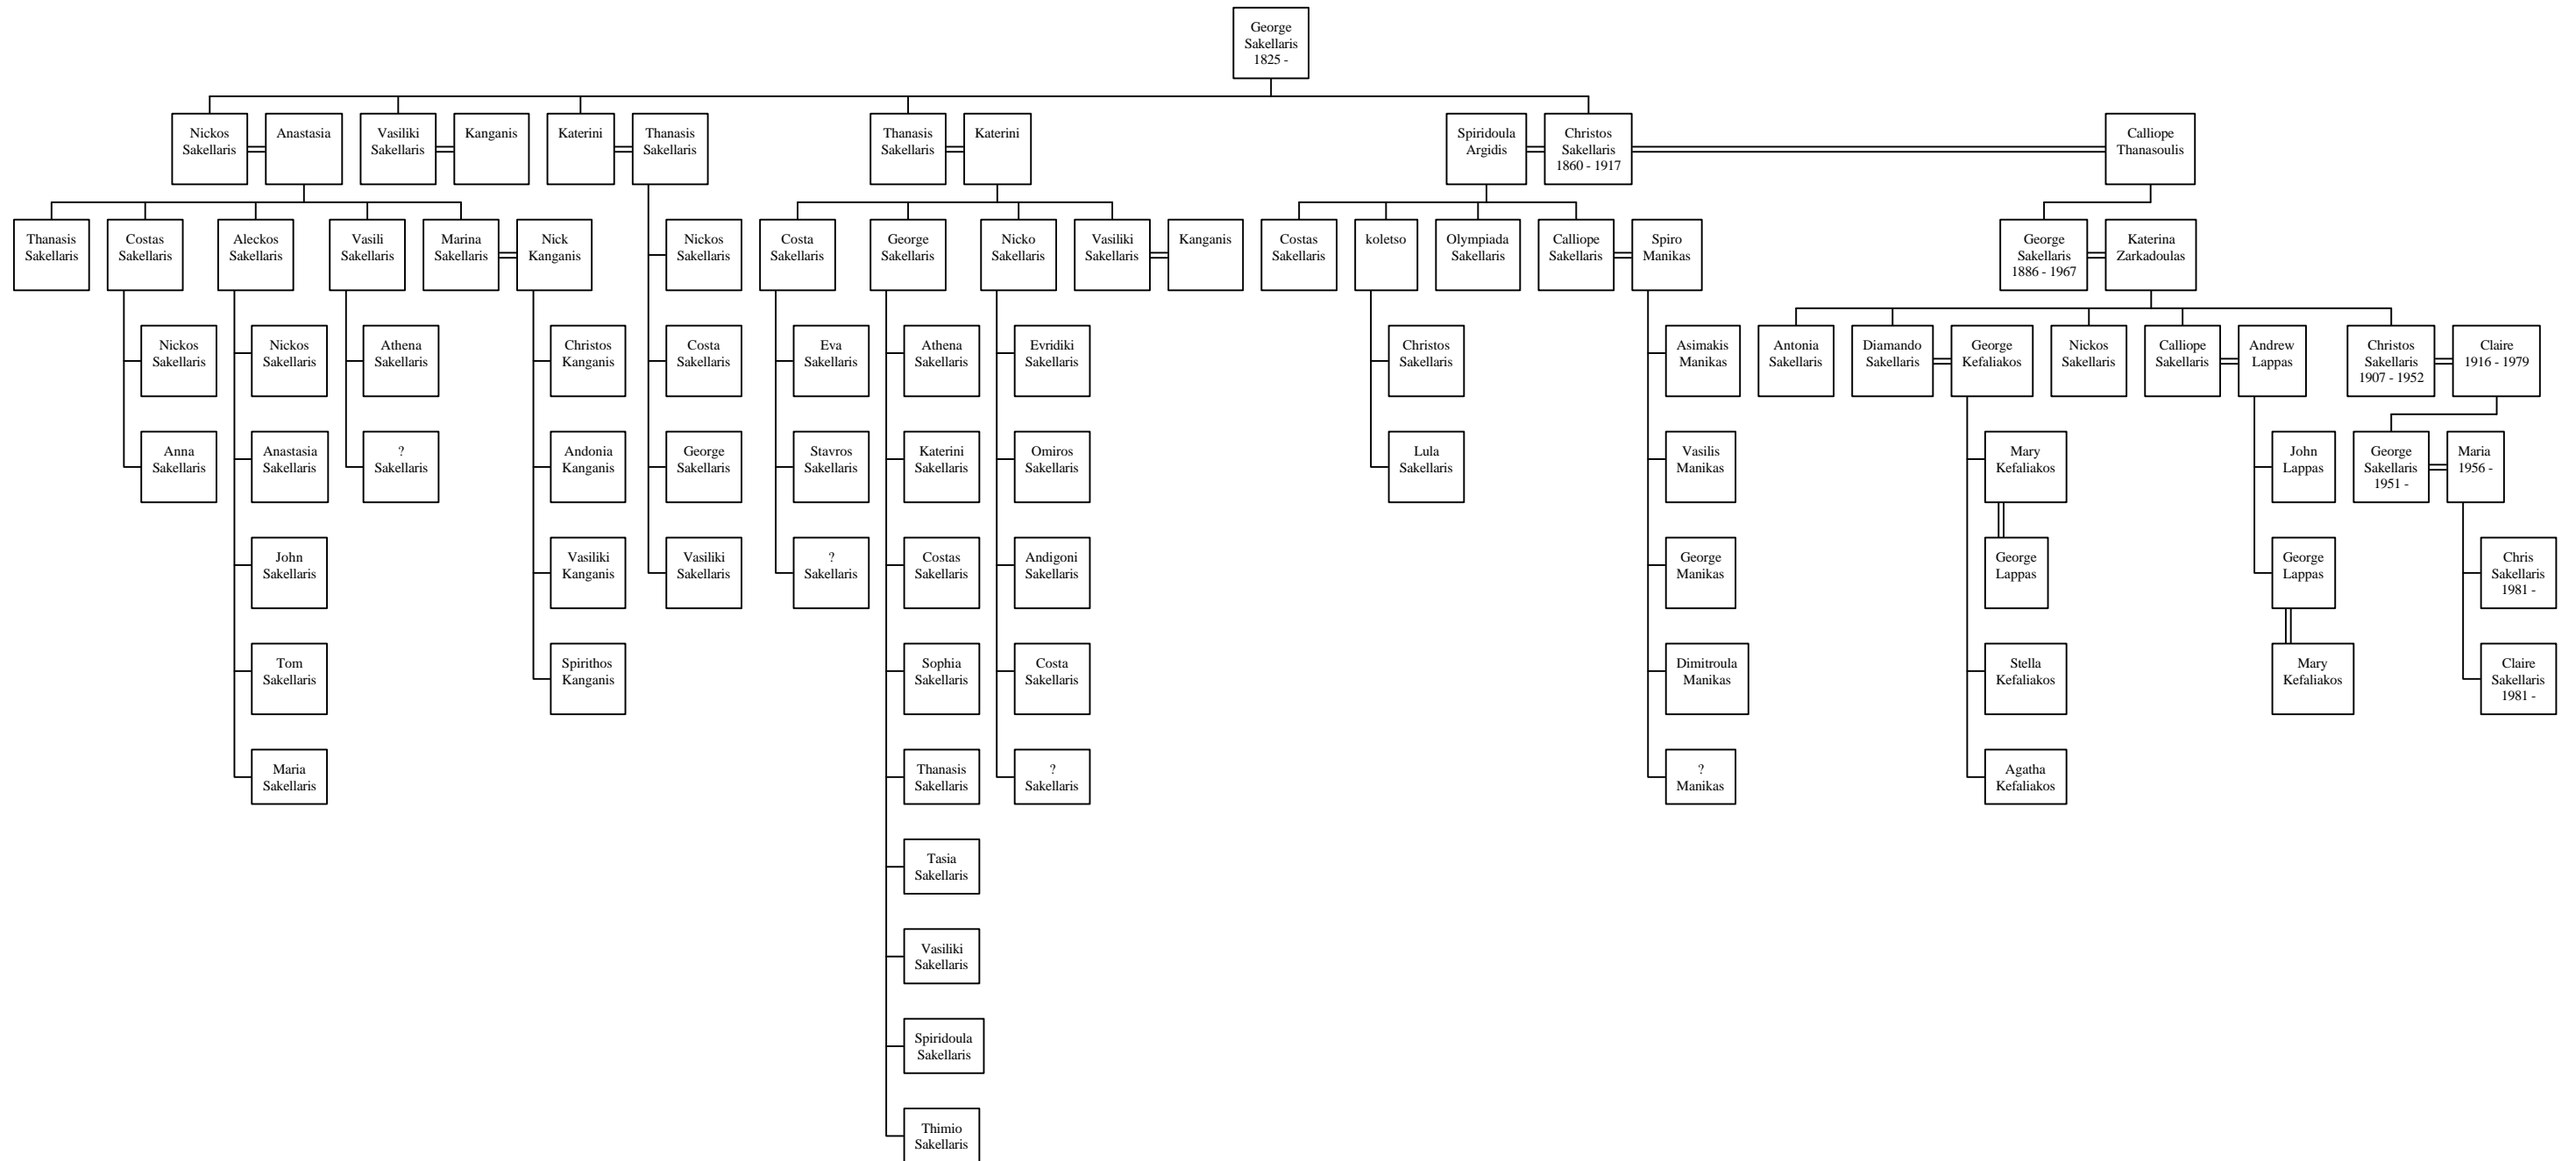 George
Sakellaris
1825 -
Nickos
Sakellaris
Anastasia
Vasiliki
Sakellaris
Kanganis
Katerini
Thanasis
Sakellaris
Thanasis
Sakellaris
Katerini
Spiridoula
Argidis
Christos
Sakellaris
1860 - 1917
Calliope
Thanasoulis
Thanasis
Sakellaris
Costas
Sakellaris
Aleckos
Sakellaris
Vasili
Sakellaris
Marina
Sakellaris
Nick
Kanganis
Nickos
Sakellaris
Costa
Sakellaris
George
Sakellaris
Nicko
Sakellaris
Vasiliki
Sakellaris
Kanganis
Costas
Sakellaris
koletso
Olympiada
Sakellaris
Calliope
Sakellaris
Spiro
Manikas
George
Sakellaris
1886 - 1967
Katerina
Zarkadoulas
Nickos
Sakellaris
Nickos
Sakellaris
Athena
Sakellaris
Christos
Kanganis
Costa
Sakellaris
Eva
Sakellaris
Athena
Sakellaris
Evridiki
Sakellaris
Christos
Sakellaris
Asimakis
Manikas
Antonia
Sakellaris
Diamando
Sakellaris
George
Kefaliakos
Nickos
Sakellaris
Calliope
Sakellaris
Andrew
Lappas
Christos
Sakellaris
1907 - 1952
Claire
1916 - 1979
Anna
Sakellaris
Anastasia
Sakellaris
?
Sakellaris
Andonia
Kanganis
George
Sakellaris
Stavros
Sakellaris
Katerini
Sakellaris
Omiros
Sakellaris
Lula
Sakellaris
Vasilis
Manikas
Mary
Kefaliakos
John
Lappas
George
Sakellaris
1951 -
Maria
1956 -
John
Sakellaris
Vasiliki
Kanganis
Vasiliki
Sakellaris
?
Sakellaris
Costas
Sakellaris
Andigoni
Sakellaris
George
Manikas
George
Lappas
George
Lappas
Chris
Sakellaris
1981 -
Tom
Sakellaris
Spirithos
Kanganis
Sophia
Sakellaris
Costa
Sakellaris
Dimitroula
Manikas
Stella
Kefaliakos
Mary
Kefaliakos
Claire
Sakellaris
1981 -
Maria
Sakellaris
Thanasis
Sakellaris
?
Sakellaris
?
Manikas
Agatha
Kefaliakos
Tasia
Sakellaris
Vasiliki
Sakellaris
Spiridoula
Sakellaris
Thimio
Sakellaris